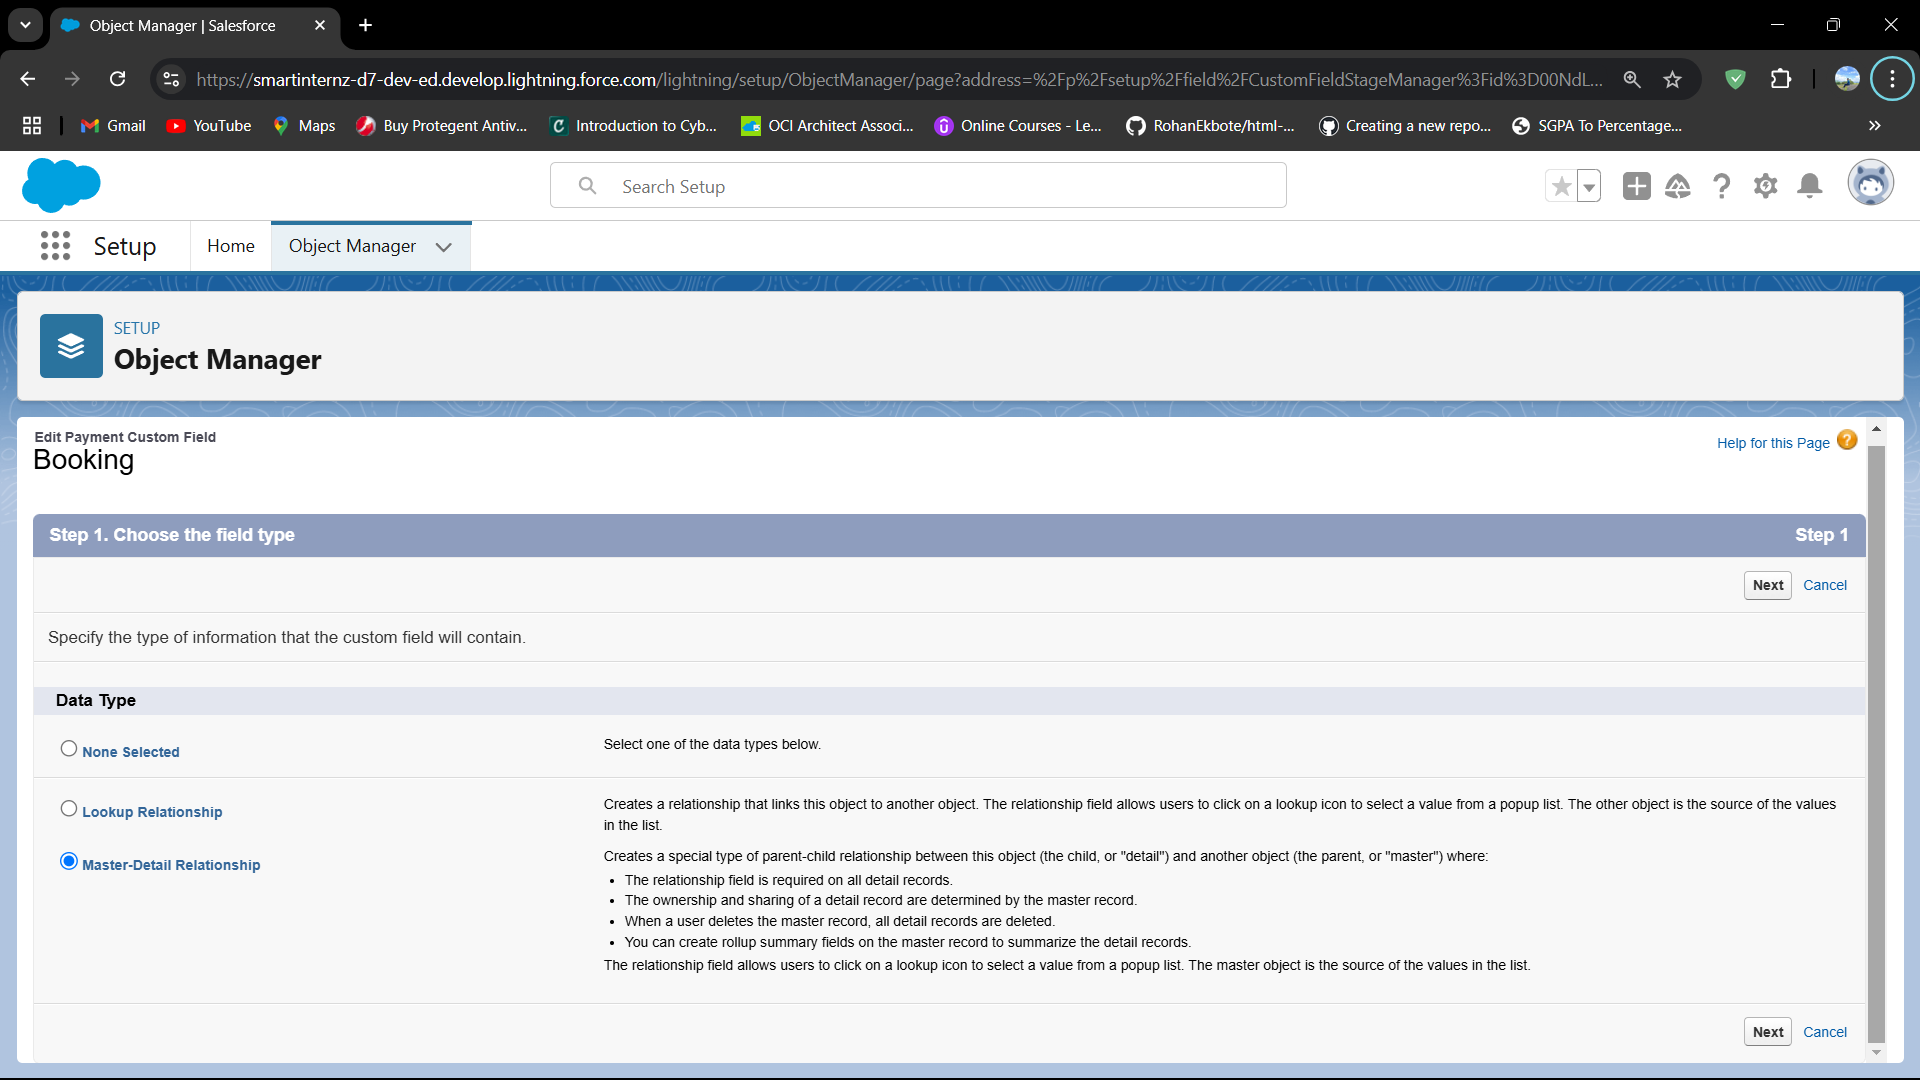 Object Manager | Salesforce
https://smartinternz-d7-dev-ed.develop.lightning.force.com/lightning/setup/ObjectManager/page?address=%2Fp%2Fsetup%2Ffield%2FCustomFieldStageManager%3Fid%3D00NdL...
Gmail YouTube Maps Buy Protegent Antiv... Introduction to Cyb... OCI Architect Associ... Online Courses - Le... RohanEkbote/html-... Creating a new repo... SGPA To Percentage...
Search Setup
Setup Home Object Manager
SETUP
Object Manager
Edit Payment Custom Field
Booking
Help for this Page
Step 1. Choose the field type Step 1
Next Cancel
Specify the type of information that the custom field will contain.
Data Type
None Selected Select one of the data types below.
Lookup Relationship Creates a relationship that links this object to another object. The relationship field allows users to click on a lookup icon to select a value from a popup list. The other object is the source of the values
in the list.
Master-Detail Relationship Creates a special type of parent-child relationship between this object (the child, or "detail") and another object (the parent, or "master") where:
• The relationship field is required on all detail records.
• The ownership and sharing of a detail record are determined by the master record.
• When a user deletes the master record, all detail records are deleted.
• You can create rollup summary fields on the master record to summarize the detail records.
The relationship field allows users to click on a lookup icon to select a value from a popup list. The master object is the source of the values in the list.
Next Cancel